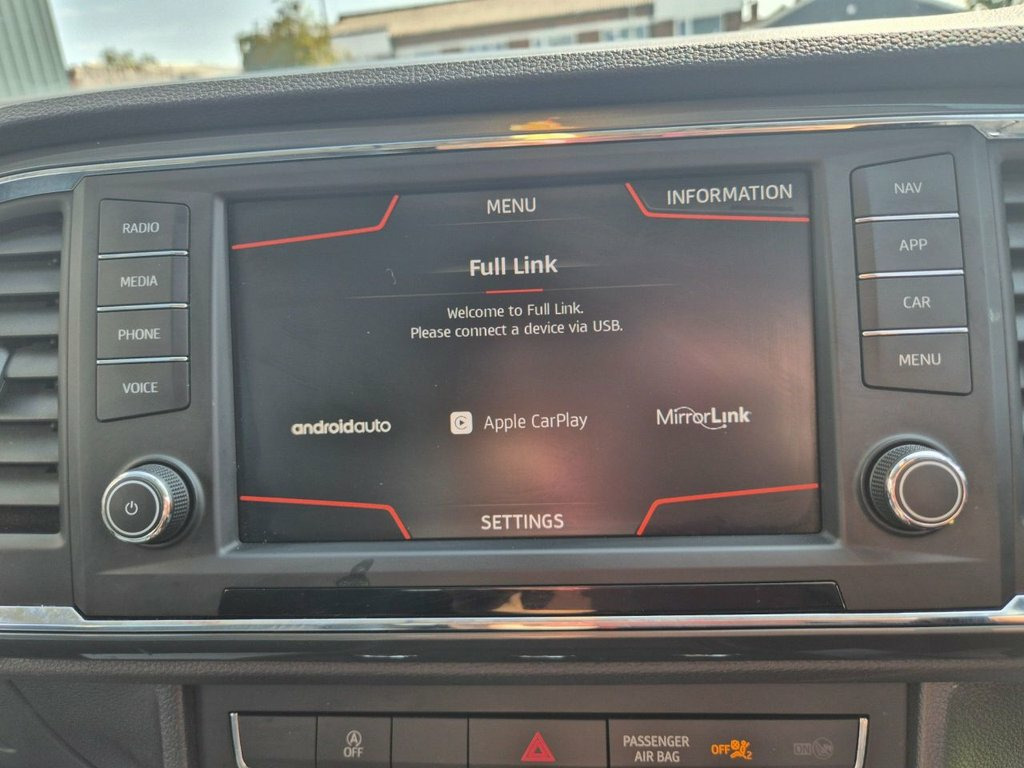 MENU
INFORMATION
RADIO
MEDIA
PHONE
VOICE
Full Link
Welcome to Full Link.
Please connect a device via USB.
androidauto
Apple CarPlay
MirrorLink
SETTINGS
NAV
APP
CAR
MENU
A
OFF
PASSENGER
AIR BAG
OFF
2
ON